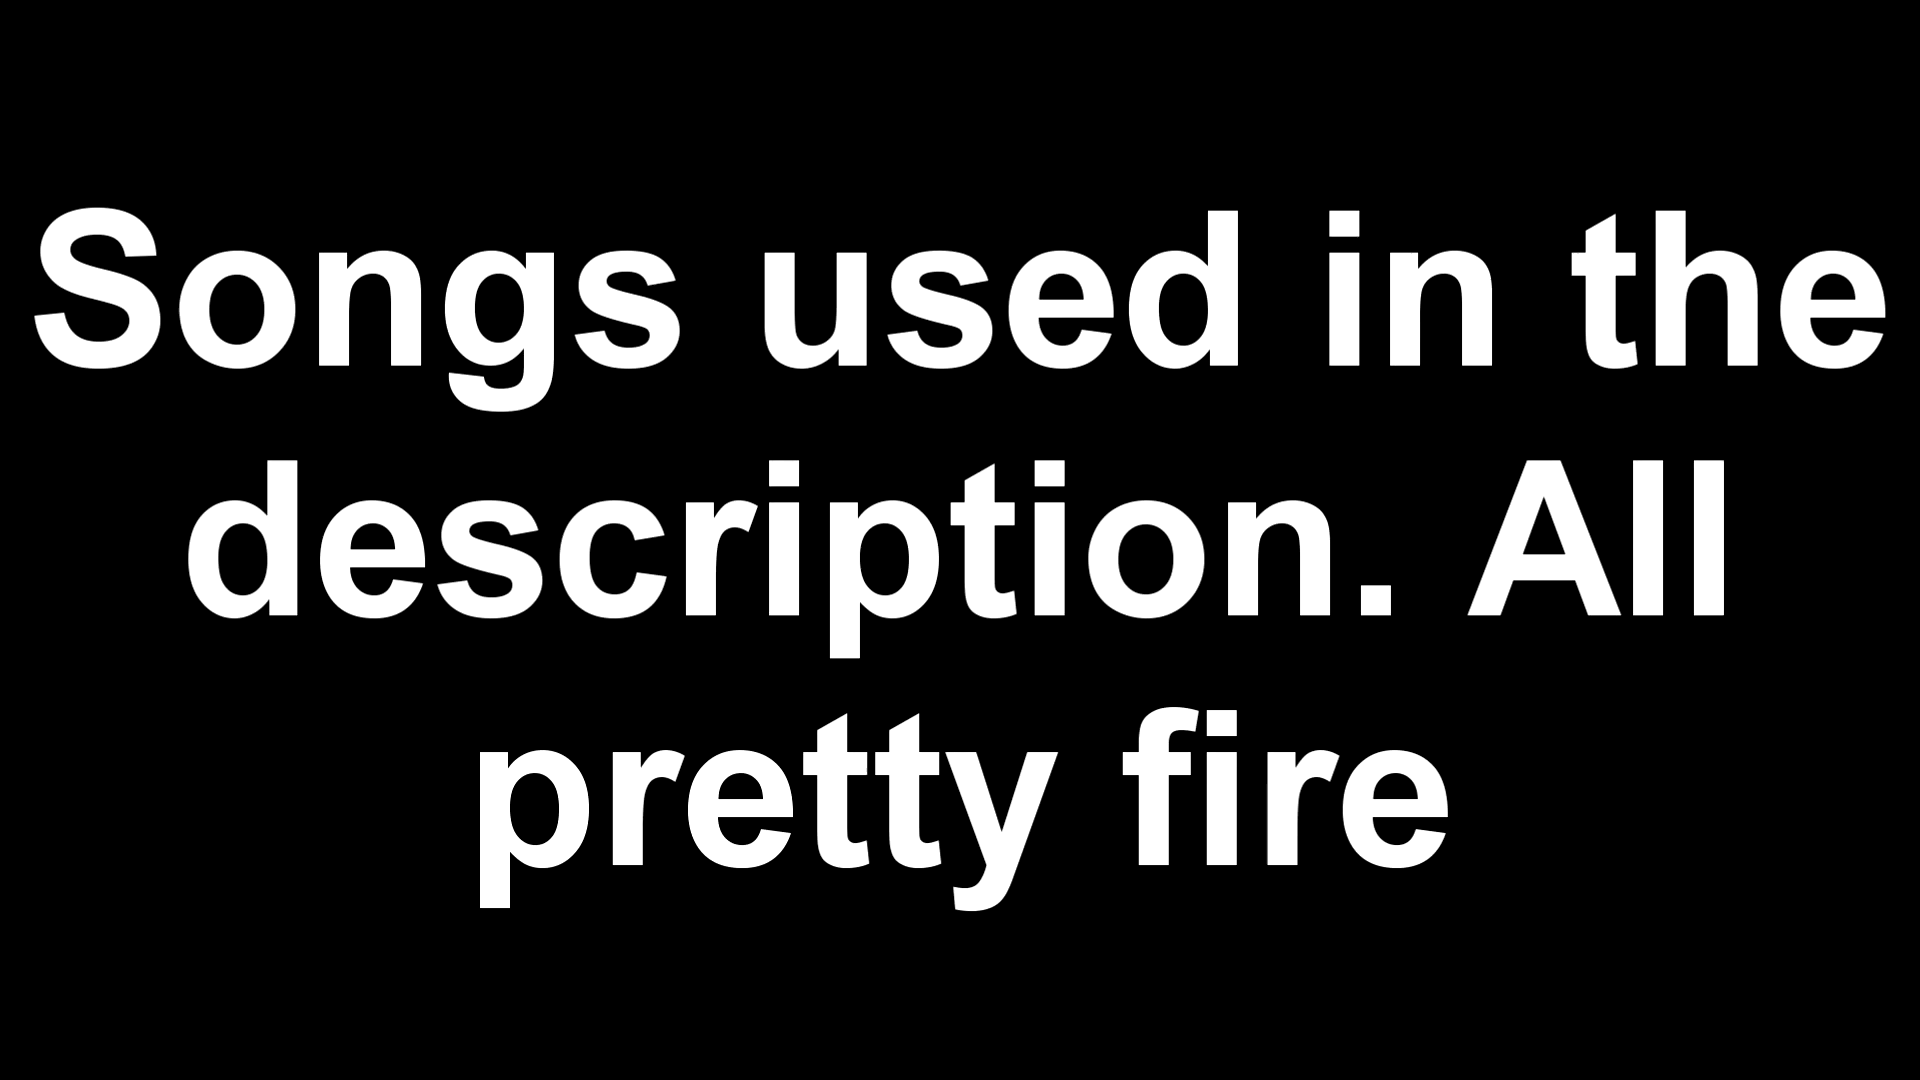 Songs used in the
description. All
pretty fire